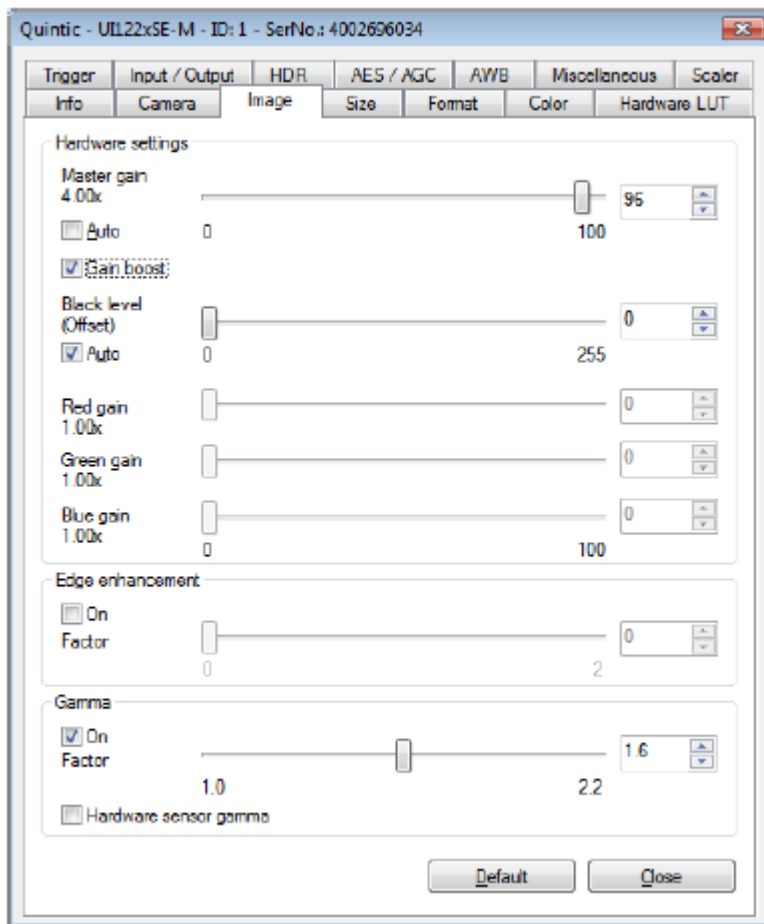 Quintic - UI122xSE-M - ID: 1 - SerNo.: 4002696034
Trigger Input / Output HDR AES / AGC AWB Miscellaneous Scaler
Info Camera Image Size Format Color Hardware LUT
Hardware settings
Master gain
4.00x
96
Auto 0 100
Gain boost
Black level
(Offset)
0
Auto 0 255
Red gain
1.00x
0
Green gain
1.00x
0
Blue gain
1.00x
0
0 100
Edge enhancement
On
Factor
0
0 2
Gamma
On
Factor
1.6
1.0 2.2
Hardware sensor gamma
Default Close